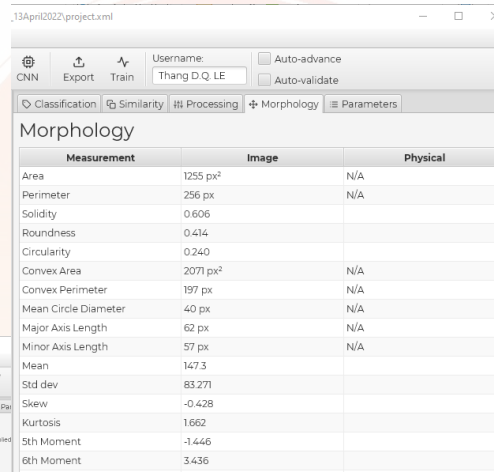 _13April2022\project.xml
CNN Export Train Username: Thang D.Q. LE Auto-advance
Auto-validate
Classification Similarity Processing Morphology Parameters
Morphology
Measurement Image Physical
Area 1255 px² N/A
Perimeter 256 px N/A
Solidity 0.606
Roundness 0.414
Circularity 0.240
Convex Area 2071 px² N/A
Convex Perimeter 197 px N/A
Mean Circle Diameter 40 px N/A
Major Axis Length 62 px N/A
Minor Axis Length 57 px N/A
Mean 147.3
Std dev 83.271
Skew -0.428
Kurtosis 1.662
5th Moment -1.446
6th Moment 3.436